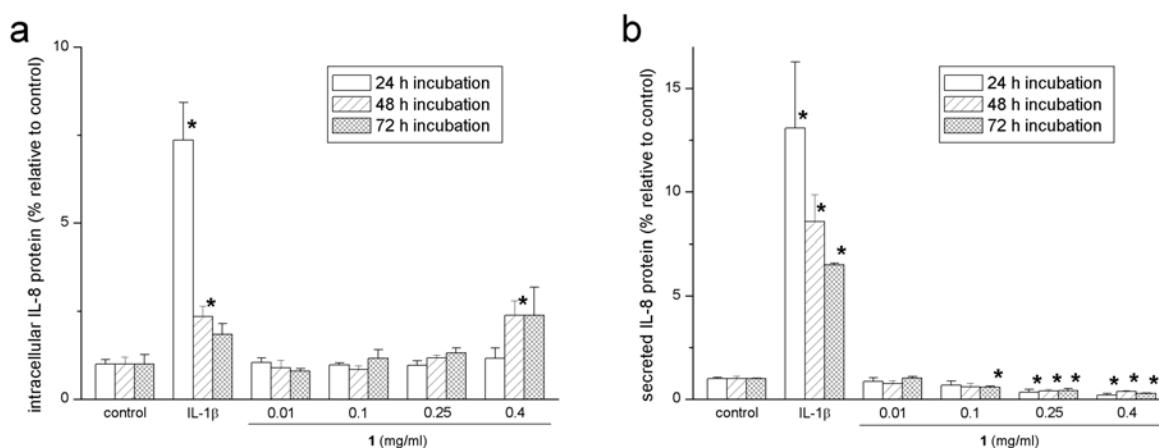 a
intracellular IL-8 protein (% relative to control)
10
5
0
24 h incubation
48 h incubation
72 h incubation
*
*
*
control IL-1β 0.01 0.1 0.25 0.4
1 (mg/ml)
b
secreted IL-8 protein (% relative to control)
15
10
5
0
24 h incubation
48 h incubation
72 h incubation
*
*
*
*
* * *
* * *
control IL-1β 0.01 0.1 0.25 0.4
1 (mg/ml)